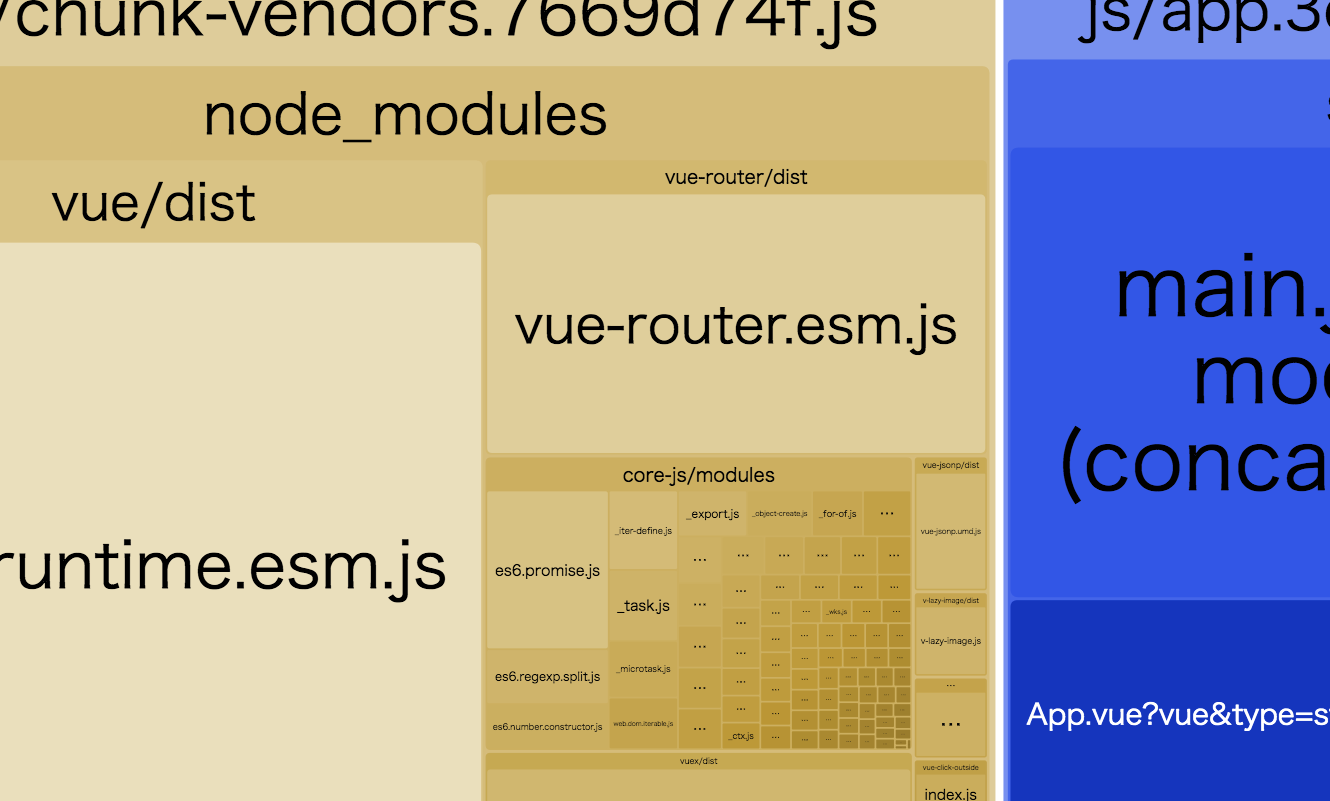 /chunk-vendors.7669d74f.js
js/app.3
node_modules
vue/dist
vue-router/dist
vue-router.esm.js
runtime.esm.js
core-js/modules
es6.promise.js
es6.regexp.split.js
es6.number.constructor.js
_iter-define.js
_task.js
_microtask.js
web.dom.iterable.js
_export.js
_object-create.js
_for-of.js
...
_wks.js
_ctx.js
vuex/dist
vue-jsonp/dist
vue-jsonp.umd.js
v-lazy-image/dist
v-lazy-image.js
...
...
vue-click-outside
index.js
main.j
mod
(conca
App.vue?vue&type=st